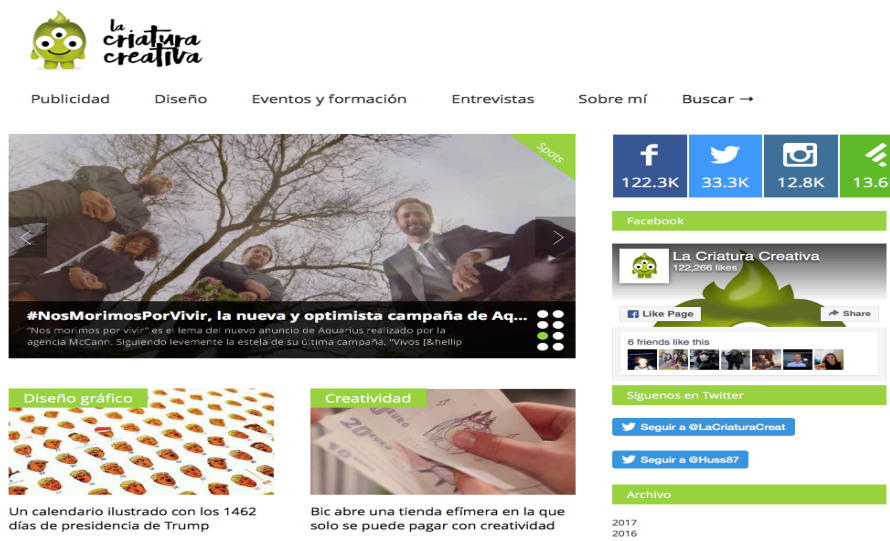 la
criatura
creativa
Publicidad Diseño Eventos y formación Entrevistas Sobre mí Buscar →
Spots
#NosMorimosPorVivir, la nueva y optimista campaña de Aq...
"Nos morimos por vivir" es el lema del nuevo anuncio de Aquarius realizado por la
agencia McCann. Siguiendo levemente la estela de su última campaña, "Vivos [&hellip
122.3K 33.3K 12.8K 13.6
Facebook
La Criatura Creativa
122,266 likes
Like Page Share
6 friends like this
Síguenos en Twitter
Seguir a @LaCriaturaCreat
Seguir a @Huss87
Archivo
2017
2016
Diseño gráfico
Un calendario ilustrado con los 1462
días de presidencia de Trump
Creatividad
20 EURO
Bic abre una tienda efímera en la que
solo se puede pagar con creatividad